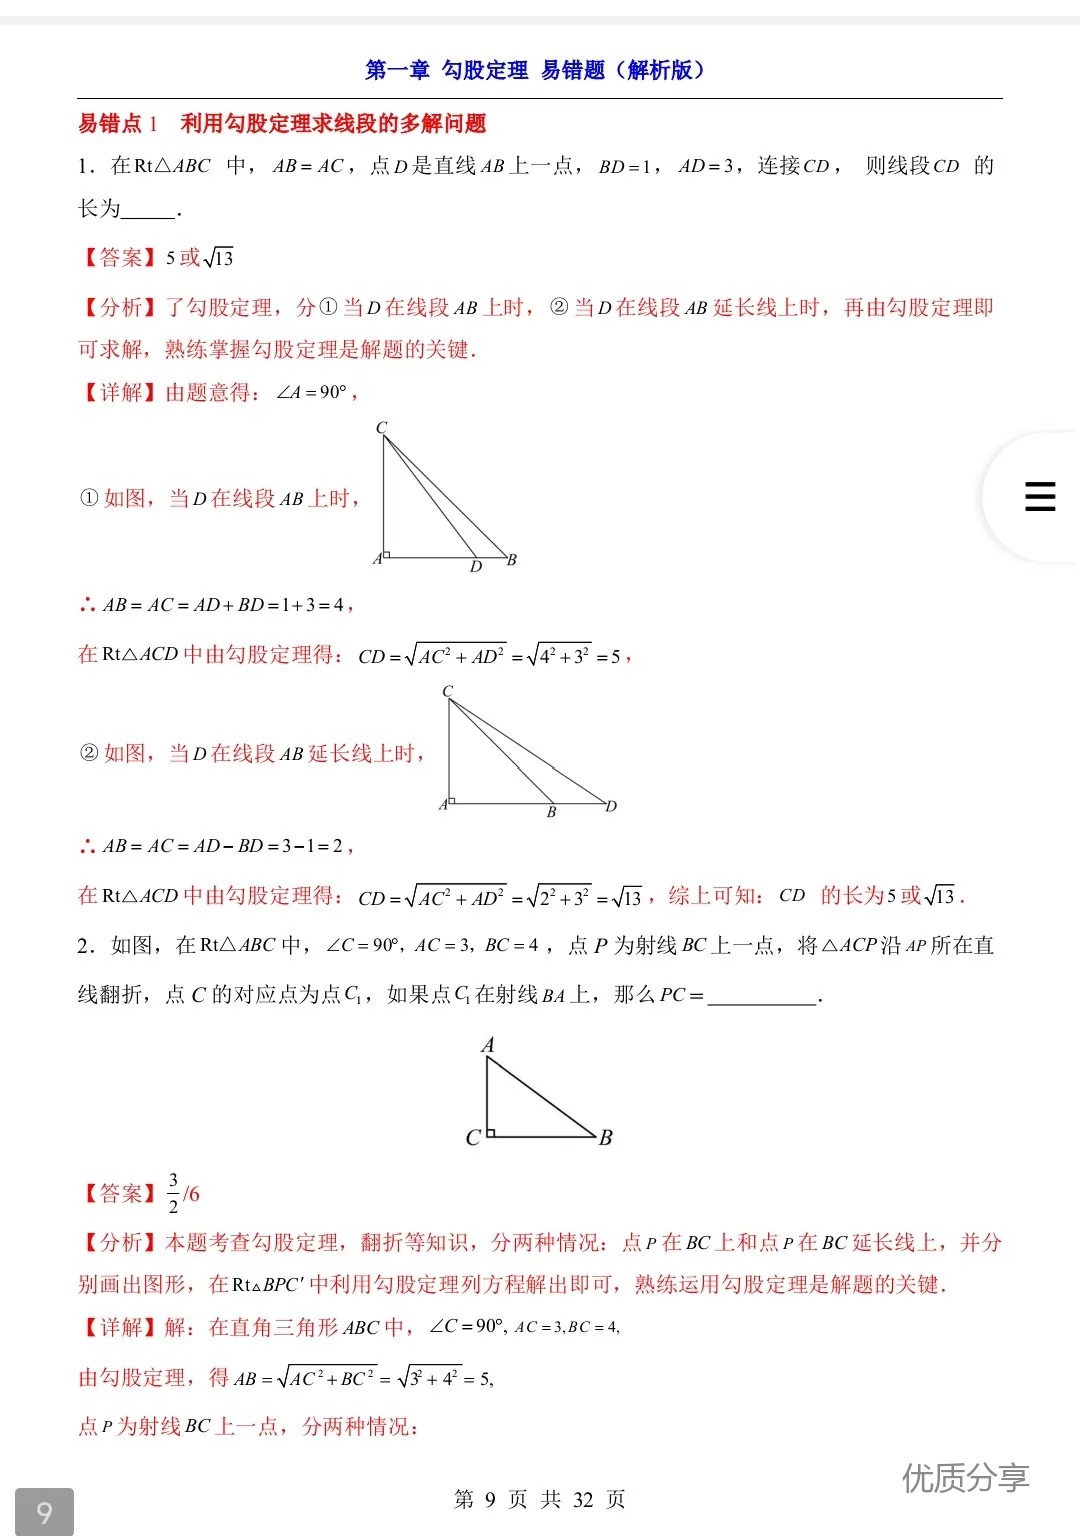 第一章 勾股定理 易错题（解析版）
易错点 1 利用勾股定理求线段的多解问题
1．在Rt△ABC 中，AB = AC，点D是直线AB上一点，BD=1，AD=3，连接CD， 则线段CD 的
长为_____．
【答案】5或√13
【分析】了勾股定理，分①当D在线段AB上时，②当D在线段AB延长线上时，再由勾股定理即
可求解，熟练掌握勾股定理是解题的关键．
【详解】由题意得：∠A=90°，
C
①如图，当D在线段AB上时，
A D B
∴AB = AC = AD+BD=1+3=4，
在Rt△ACD中由勾股定理得：CD=√AC²+AD²=√4²+3²=5，
C
②如图，当D在线段AB延长线上时，
A B D
∴AB = AC = AD−BD=3−1=2，
在Rt△ACD中由勾股定理得：CD=√AC²+AD²=√2²+3²=√13，综上可知：CD 的长为5或√13．
2．如图，在Rt△ABC中，∠C=90°，AC=3，BC=4，点 P 为射线BC上一点，将△ACP沿AP所在直
线翻折，点 C 的对应点为点C₁，如果点C₁在射线BA上，那么PC=__________．
A
C B
【答案】3/2/6
【分析】本题考查勾股定理，翻折等知识，分两种情况：点P在BC上和点P在BC延长线上，并分
别画出图形，在Rt△BPC′中利用勾股定理列方程解出即可，熟练运用勾股定理是解题的关键．
【详解】解：在直角三角形ABC中，∠C=90°, AC=3,BC=4,
由勾股定理，得AB=√AC²+BC²=√3²+4²=5,
点P为射线BC上一点，分两种情况：
优质分享
第 9 页 共 32 页
9